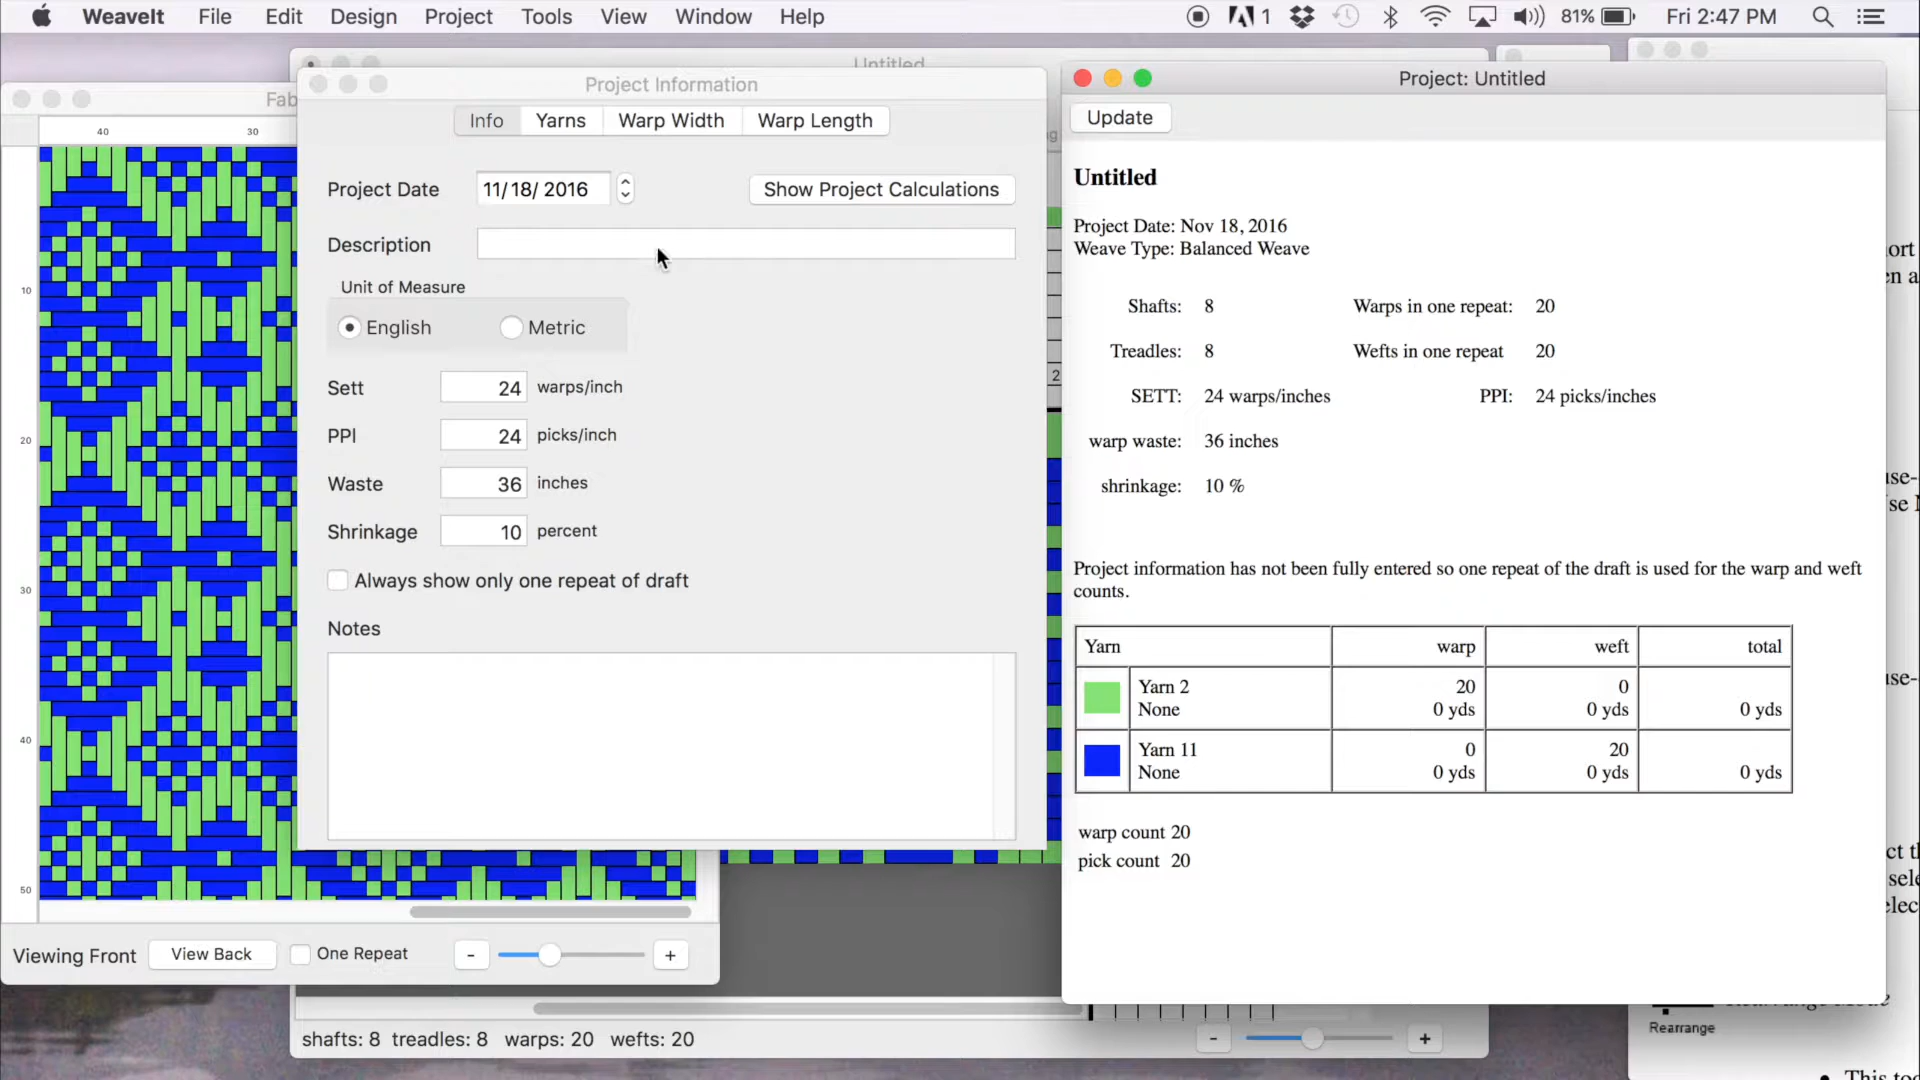 WeaveIt File Edit Design Project Tools View Window Help
1 81% Fri 2:47 PM
Untitled
Fab
40 30
10
20
30
40
50
Viewing Front View Back One Repeat - +
Project Information
Info Yarns Warp Width Warp Length
Project Date 11/18/ 2016 Show Project Calculations
Description
Unit of Measure
English Metric
Sett 24 warps/inch
PPI 24 picks/inch
Waste 36 inches
Shrinkage 10 percent
Always show only one repeat of draft
Notes
2
shafts: 8 treadles: 8 warps: 20 wefts: 20 - +
Project: Untitled
Update
Untitled
Project Date: Nov 18, 2016
Weave Type: Balanced Weave
Shafts: 8 Warps in one repeat: 20
Treadles: 8 Wefts in one repeat 20
SETT: 24 warps/inches PPI: 24 picks/inches
warp waste: 36 inches
shrinkage: 10 %
Project information has not been fully entered so one repeat of the draft is used for the warp and weft
counts.
Yarn warp weft total
Yarn 2 20 0
None 0 yds 0 yds 0 yds
Yarn 11 0 20
None 0 yds 0 yds 0 yds
warp count 20
pick count 20
Rearrange
This too